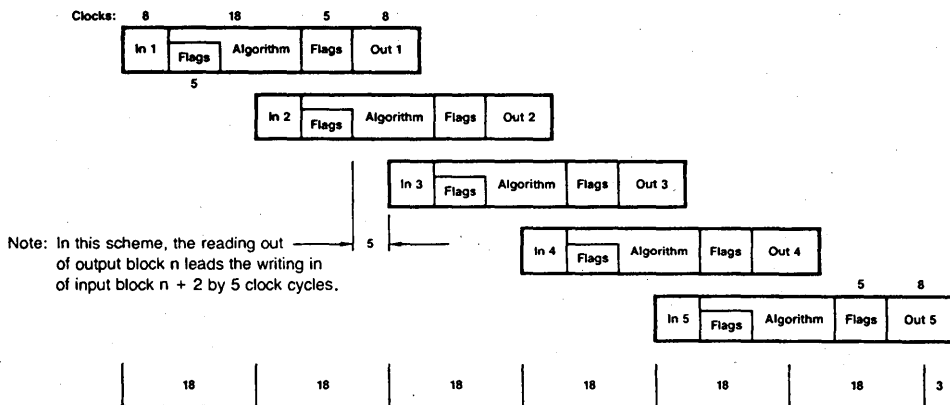 Clocks: 8 18 5 8
In 1 Flags Algorithm Flags Out 1
5
In 2 Flags Algorithm Flags Out 2
In 3 Flags Algorithm Flags Out 3
Note: In this scheme, the reading out
of output block n leads the writing in
of input block n + 2 by 5 clock cycles.
5
In 4 Flags Algorithm Flags Out 4
5 8
In 5 Flags Algorithm Flags Out 5
18 18 18 18 18 18 3